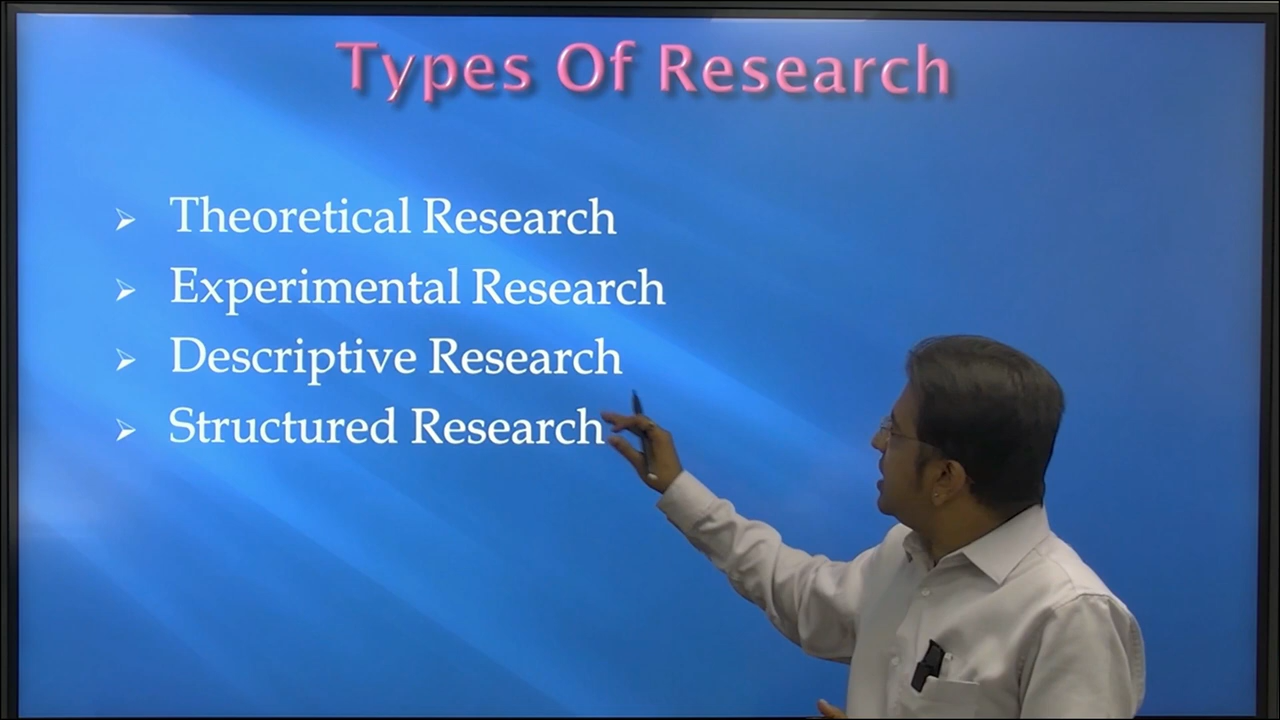 Types Of Research
Theoretical Research
Experimental Research
Descriptive Research
Structured Research